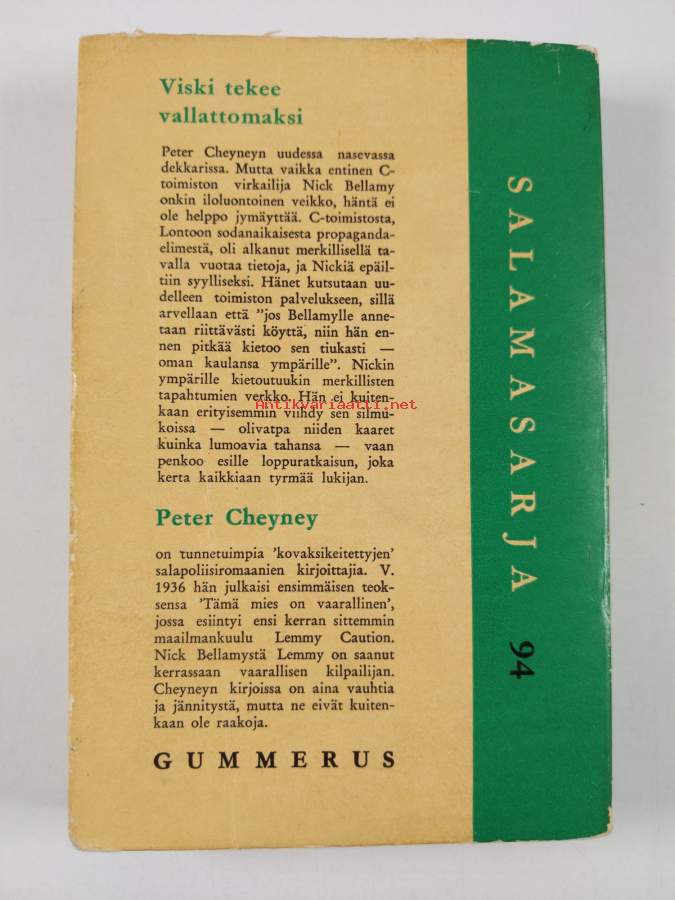 Viski tekee
vallattomaksi
Peter Cheyneyn uudessa nasevassa
dekkarissa. Mutta vaikka entinen C-
toimiston virkailija Nick Bellamy
onkin iloluontoinen veikko, häntä ei
ole helppo jymäyttää. C-toimistosta,
Lontoon sodanaikaisesta propaganda-
elimestä, oli alkanut merkillisellä ta-
valla vuotaa tietoja, ja Nickiä epäil-
tiin syylliseksi. Hänet kutsutaan uu-
delleen toimiston palvelukseen, sillä
arvellaan että ”jos Bellamylle anne-
taan riittävästi köyttä, niin hän en-
nen pitkää kietoo sen tiukasti —
oman kaulansa ympärille”. Nickin
ympärille kietoutuukin merkillisten
tapahtumien verkko. Hän ei kuiten-
kaan erityisemmin viihdy sen silmu-
koissa — olivatpa niiden kaaret
kuinka lumoavia tahansa — vaan
penkoo esille loppuratkaisun, joka
kerta kaikkiaan tyrmää lukijan.
Peter Cheyney
on tunnetuimpia 'kovaksikeitettyjen'
salapoliisiromaanien kirjoittajia. V.
1936 hän julkaisi ensimmäisen teok-
sensa 'Tämä mies on vaarallinen',
jossa esiintyi ensi kerran sittemmin
maailmankuulu Lemmy Caution.
Nick Bellamystä Lemmy on saanut
kerrassaan vaarallisen kilpailijan.
Cheyneyn kirjoissa on aina vauhtia
ja jännitystä, mutta ne eivät kuiten-
kaan ole raakoja.
GUMMERUS
SALAMASARJA 94
Antikvariaatti.net